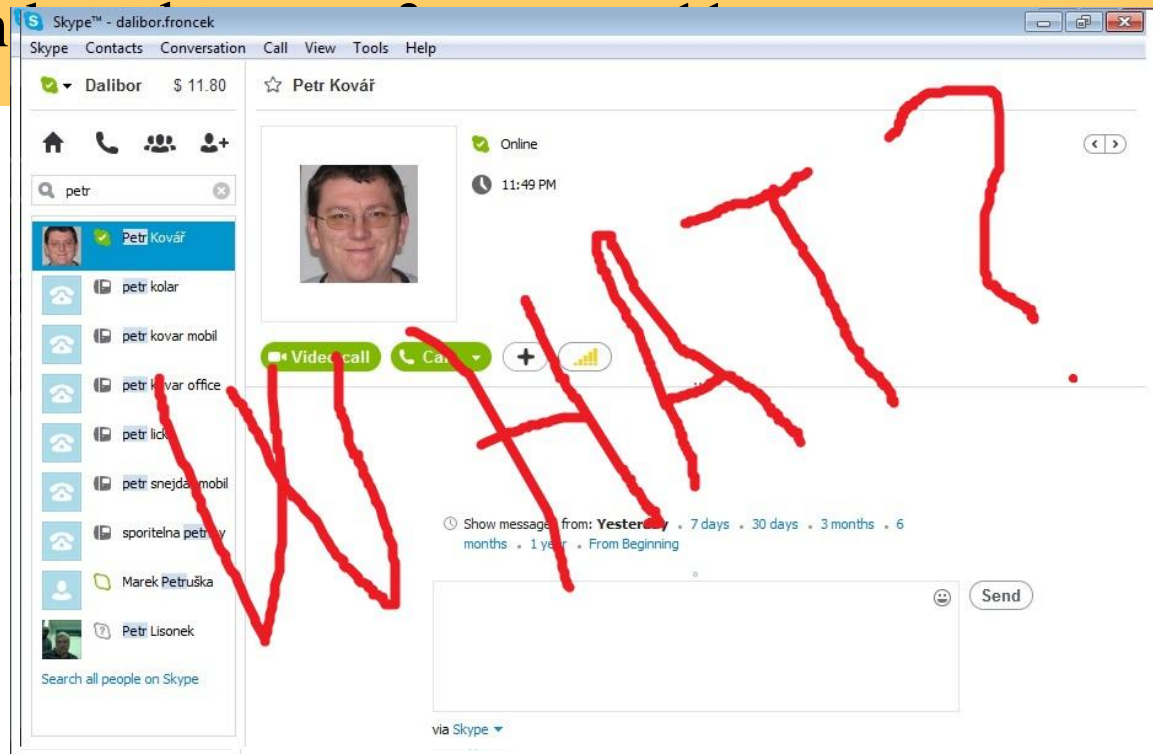 Skype™ - dalibor.froncek
Skype Contacts Conversation Call View Tools Help
Dalibor $ 11.80
Petr Kovář
Online
11:49 PM
petr
Petr Kovář
petr kolar
petr kovar mobil
petr kovar office
petr lick
petr snejdar mobil
sporitelna
Marek Petruška
Petr Lisonek
Search all people on Skype
Video call
Call
WHAT?
Show messages from: Yesterday . 7 days . 30 days . 3 months . 6
months . 1 year . From Beginning
Send
via Skype